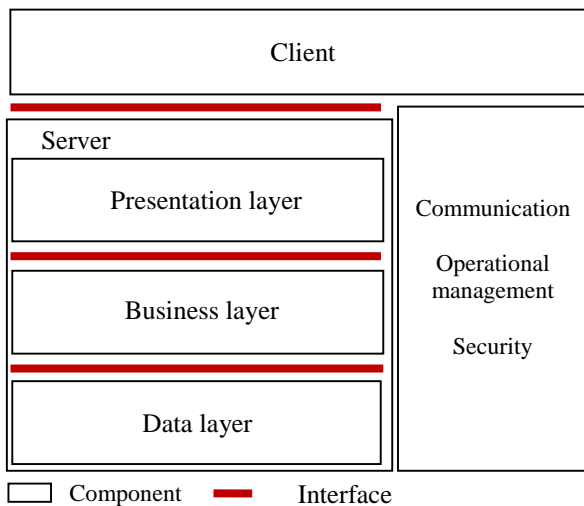 Client
Server
Presentation layer
Business layer
Data layer
Communication
Operational
management
Security
Component
Interface